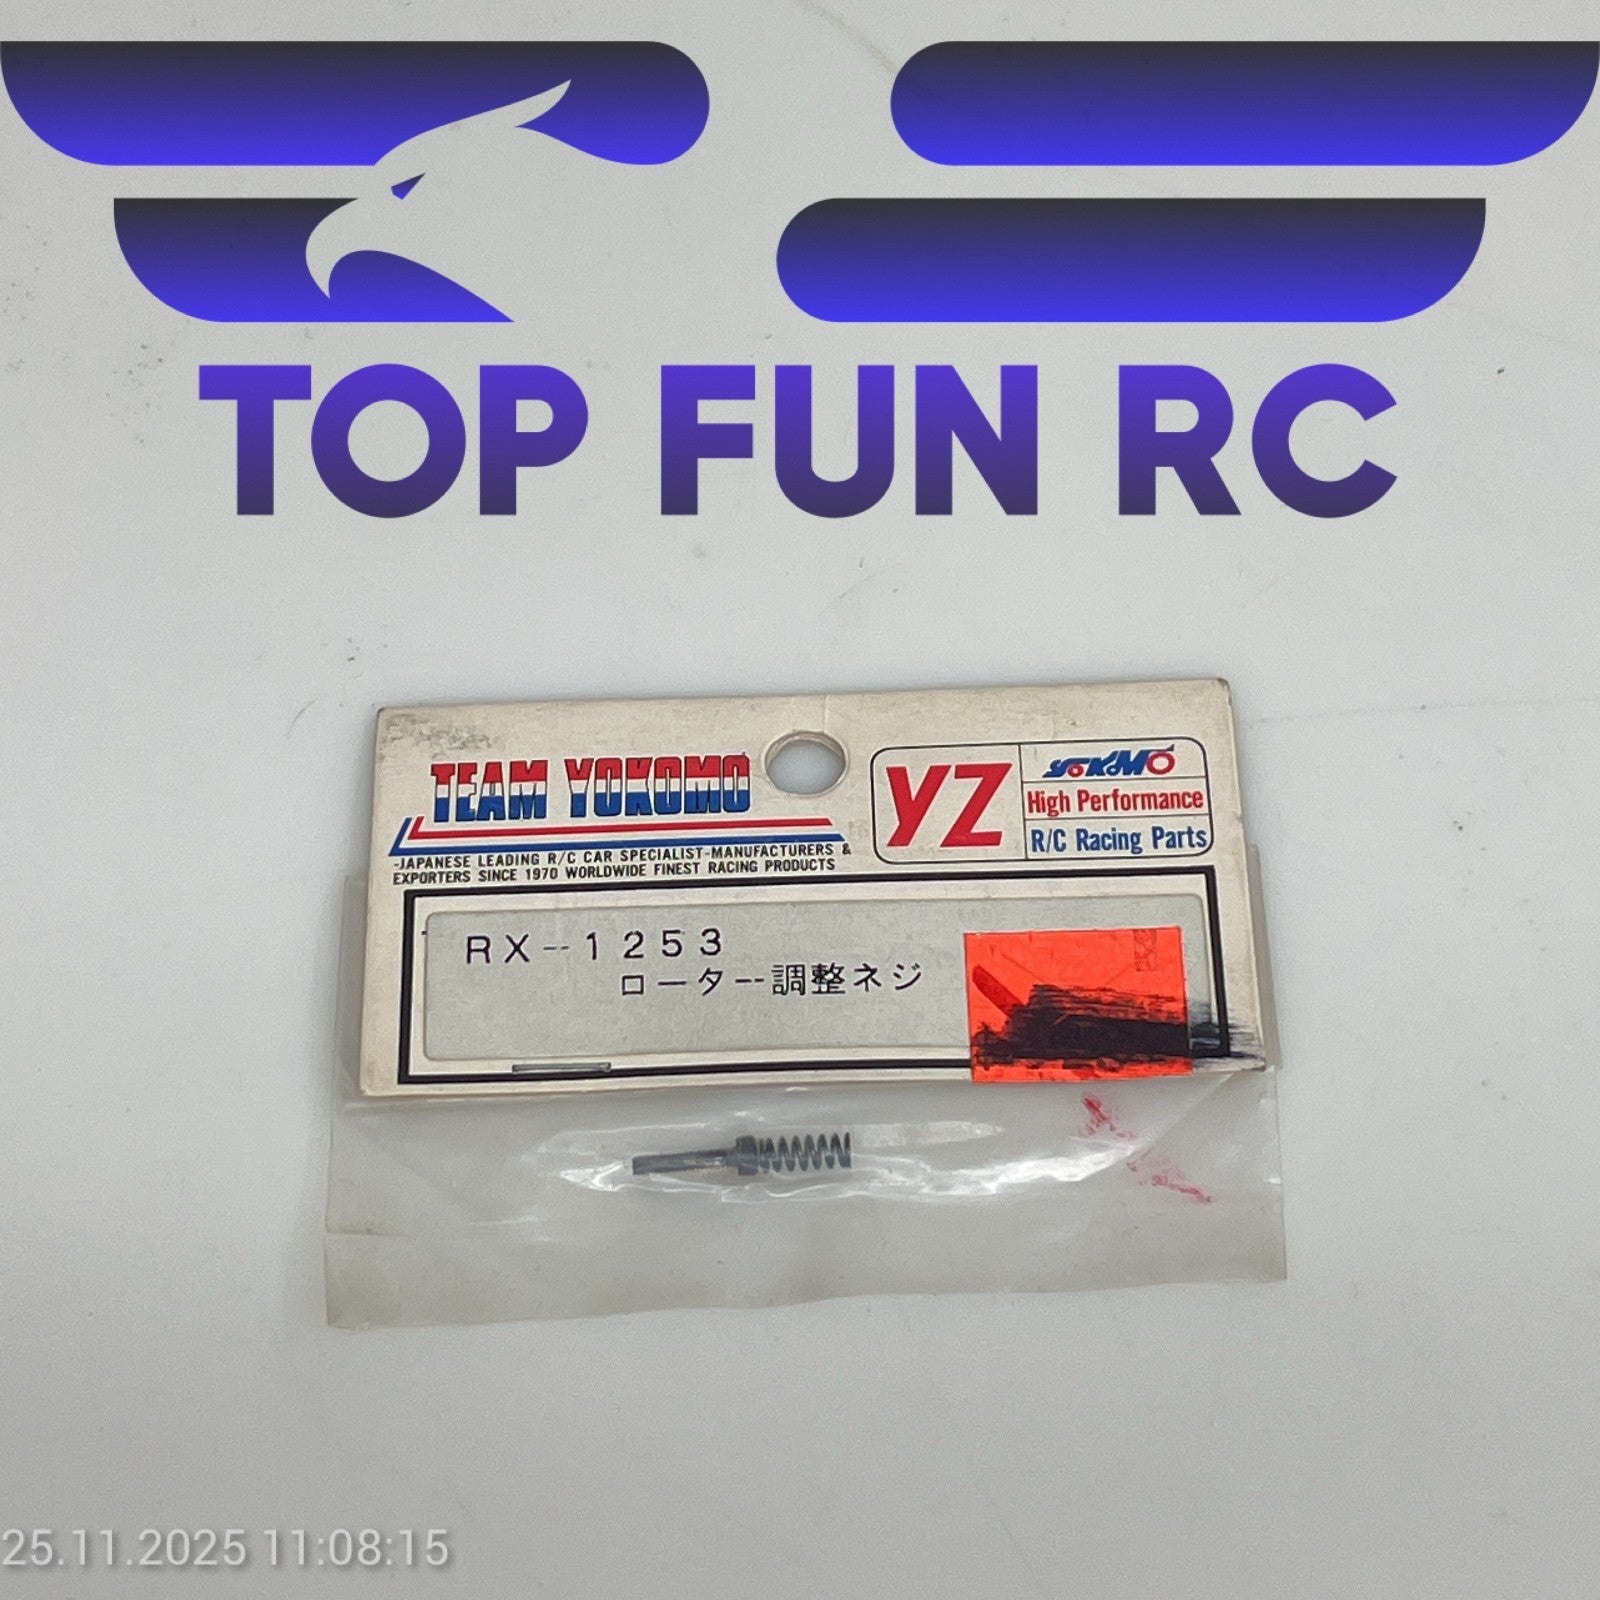 TOP FUN RC
TEAM YOKOMO
-JAPANESE LEADING R/C CAR SPECIALIST-MANUFACTURERS &
EXPORTERS SINCE 1970 WORLDWIDE FINEST RACING PRODUCTS
YZ
YOKOMO
High Performance
R/C Racing Parts
RX-1253
ローター調整ネジ
25.11.2025 11:08:15